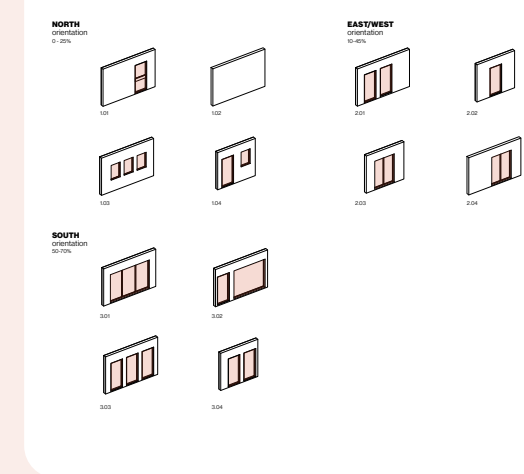 NORTH
orientation
0 - 25%
1.01
1.02
1.03
1.04
EAST/WEST
orientation
10-45%
2.01
2.02
2.03
2.04
SOUTH
orientation
50-70%
3.01
3.02
3.03
3.04